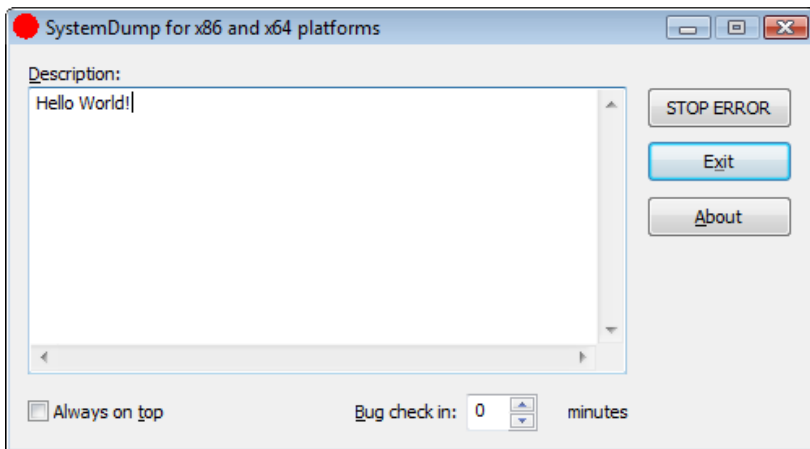 SystemDump for x86 and x64 platforms
Description:
Hello World!
STOP ERROR
Exit
About
Always on top
Bug check in: 0 minutes